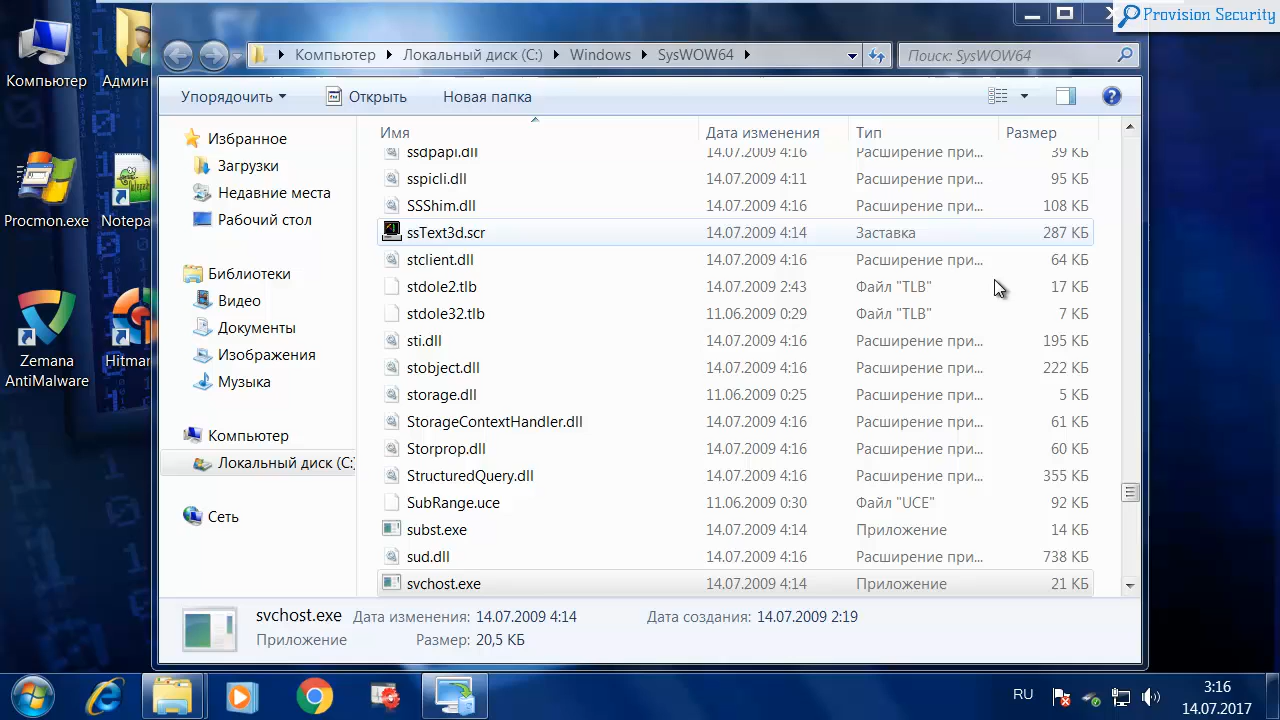 Provision Security
Компьютер
Админ
Procmon.exe
Notepa
Zemana
AntiMalware
Hitman
Компьютер Локальный диск (C:) Windows SysWOW64
Поиск: SysWOW64
Упорядочить Открыть Новая папка
Избранное
Загрузки
Недавние места
Рабочий стол
Библиотеки
Видео
Документы
Изображения
Музыка
Компьютер
Локальный диск (C:
Сеть
Имя Дата изменения Тип Размер
ssdpapi.dll 14.07.2009 4:16 Расширение при... 39 КБ
sspicli.dll 14.07.2009 4:11 Расширение при... 95 КБ
SSShim.dll 14.07.2009 4:16 Расширение при... 108 КБ
ssText3d.scr 14.07.2009 4:14 Заставка 287 КБ
stclient.dll 14.07.2009 4:16 Расширение при... 64 КБ
stdole2.tlb 14.07.2009 2:43 Файл "TLB" 17 КБ
stdole32.tlb 11.06.2009 0:29 Файл "TLB" 7 КБ
sti.dll 14.07.2009 4:16 Расширение при... 195 КБ
stobject.dll 14.07.2009 4:16 Расширение при... 222 КБ
storage.dll 11.06.2009 0:25 Расширение при... 5 КБ
StorageContextHandler.dll 14.07.2009 4:16 Расширение при... 61 КБ
Storprop.dll 14.07.2009 4:16 Расширение при... 60 КБ
StructuredQuery.dll 14.07.2009 4:16 Расширение при... 355 КБ
SubRange.uce 11.06.2009 0:30 Файл "UCE" 92 КБ
subst.exe 14.07.2009 4:14 Приложение 14 КБ
sud.dll 14.07.2009 4:16 Расширение при... 738 КБ
svchost.exe 14.07.2009 4:14 Приложение 21 КБ
svchost.exe Дата изменения: 14.07.2009 4:14 Дата создания: 14.07.2009 2:19
Приложение Размер: 20,5 КБ
RU
3:16
14.07.2017